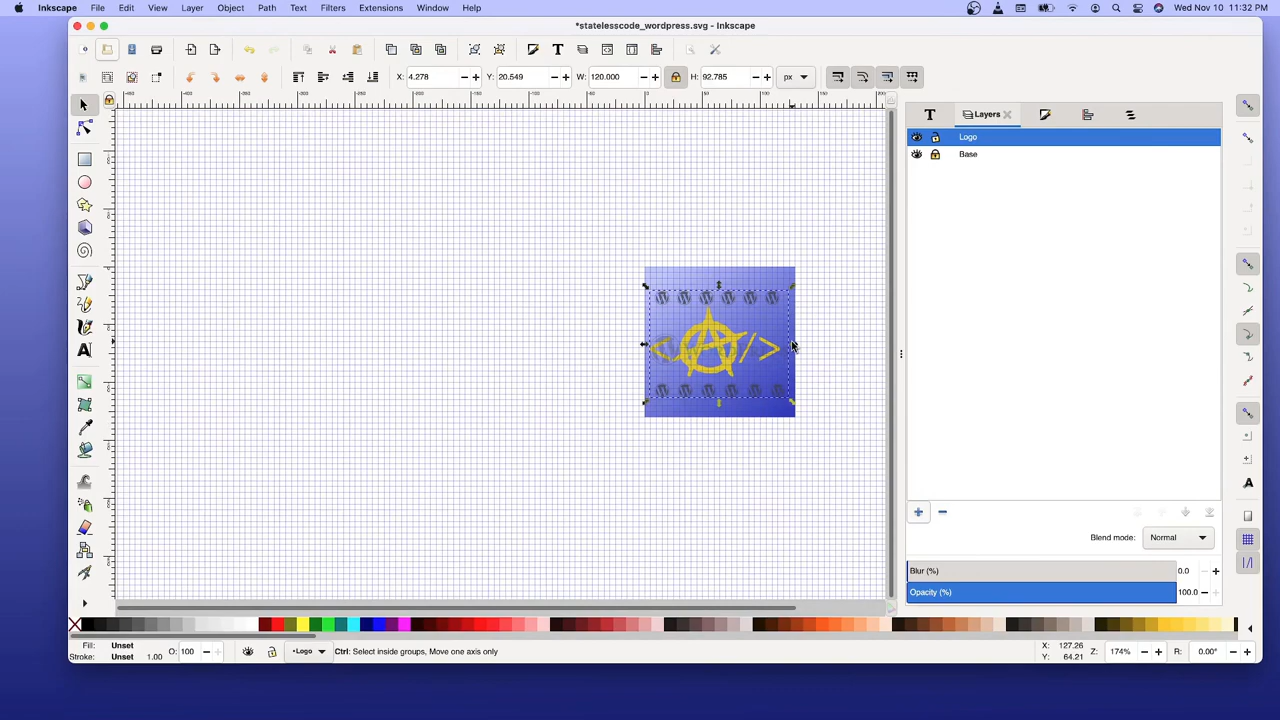 Inkscape File Edit View Layer Object Path Text Filters Extensions Window Help Wed Nov 10 11:32 PM
*statelesscode_wordpress.svg - Inkscape
X: 4.278 Y: 20.549 W: 120.000 H: 92.785 px
Layers
Logo
Base
</>
Blend mode: Normal
Blur (%) 0.0
Opacity (%) 100.0
Fill: Unset
Stroke: Unset 1.00
O: 100
•Logo
Ctrl: Select inside groups, Move one axis only
X: 127.26
Y: 64.21
Z: 174%
R: 0.00°